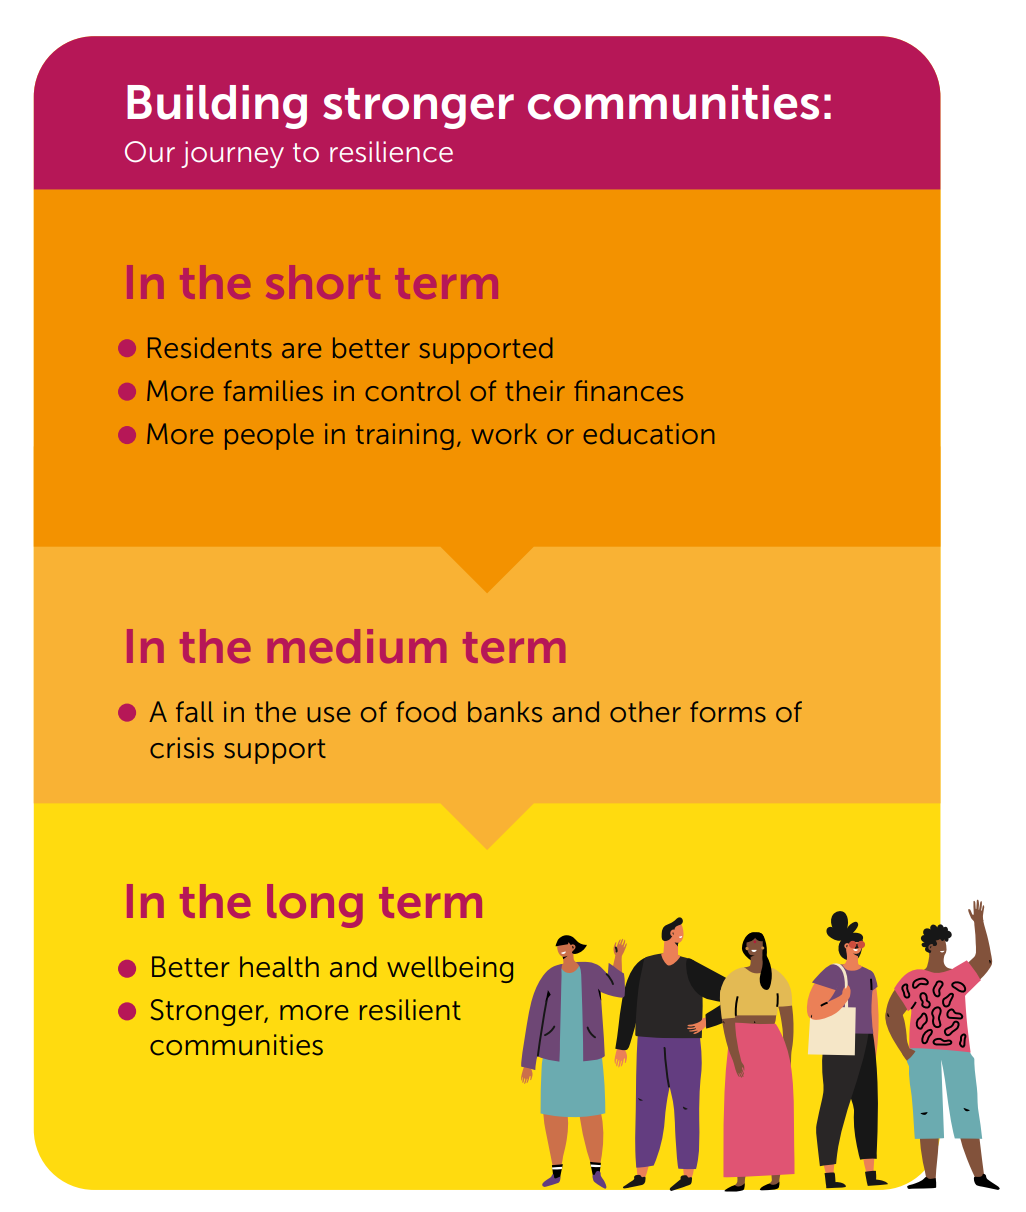 Building stronger communities:
Our journey to resilience
In the short term
Residents are better supported
More families in control of their finances
More people in training, work or education
In the medium term
A fall in the use of food banks and other forms of
crisis support
In the long term
Better health and wellbeing
Stronger, more resilient
communities